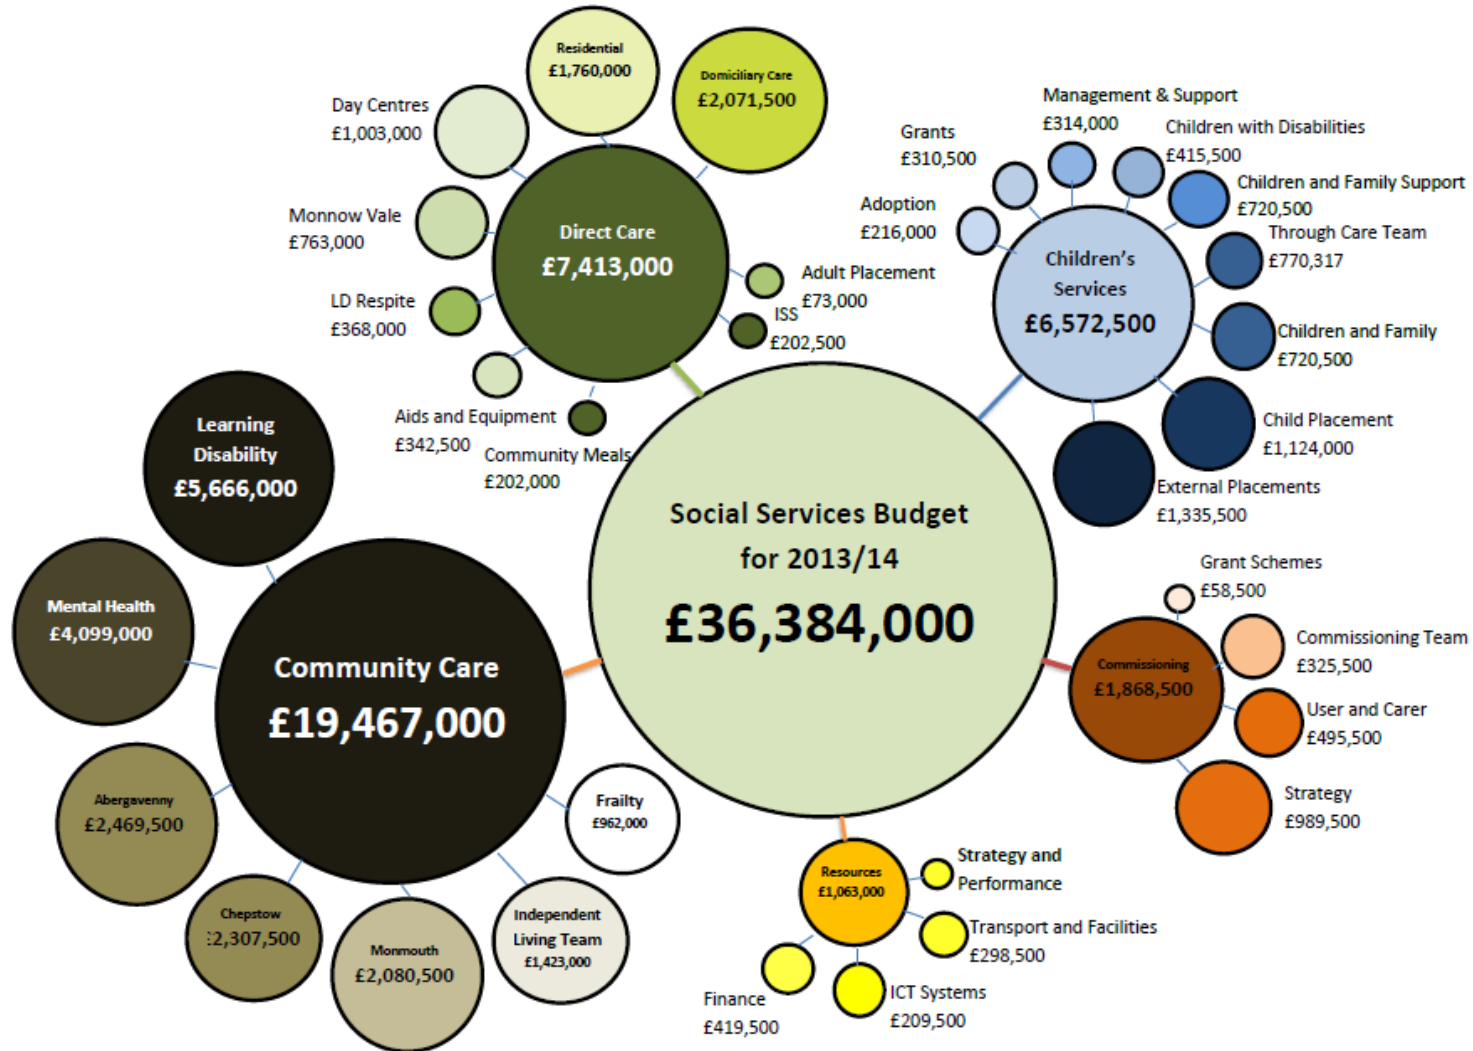 Residential
£1,760,000
Domiciliary Care
£2,071,500
Day Centres
£1,003,000
Monnow Vale
£763,000
Direct Care
£7,413,000
LD Respite
£368,000
Adult Placement
£73,000
ISS
£202,500
Aids and Equipment
£342,500
Community Meals
£202,000
Management & Support
£314,000
Grants
£310,500
Children with Disabilities
£415,500
Adoption
£216,000
Children and Family Support
£720,500
Through Care Team
£770,317
Children's
Services
£6,572,500
Children and Family
£720,500
Child Placement
£1,124,000
External Placements
£1,335,500
Learning
Disability
£5,666,000
Social Services Budget
for 2013/14
£36,384,000
Mental Health
£4,099,000
Community Care
£19,467,000
Grant Schemes
£58,500
Commissioning Team
£325,500
Commissioning
£1,868,500
User and Carer
£495,500
Strategy
£989,500
Abergavenny
£2,469,500
Frailty
£962,000
Chepstow
£2,307,500
Monmouth
£2,080,500
Independent
Living Team
£1,423,000
Resources
£1,063,000
Strategy and
Performance
Transport and Facilities
£298,500
Finance
£419,500
ICT Systems
£209,500